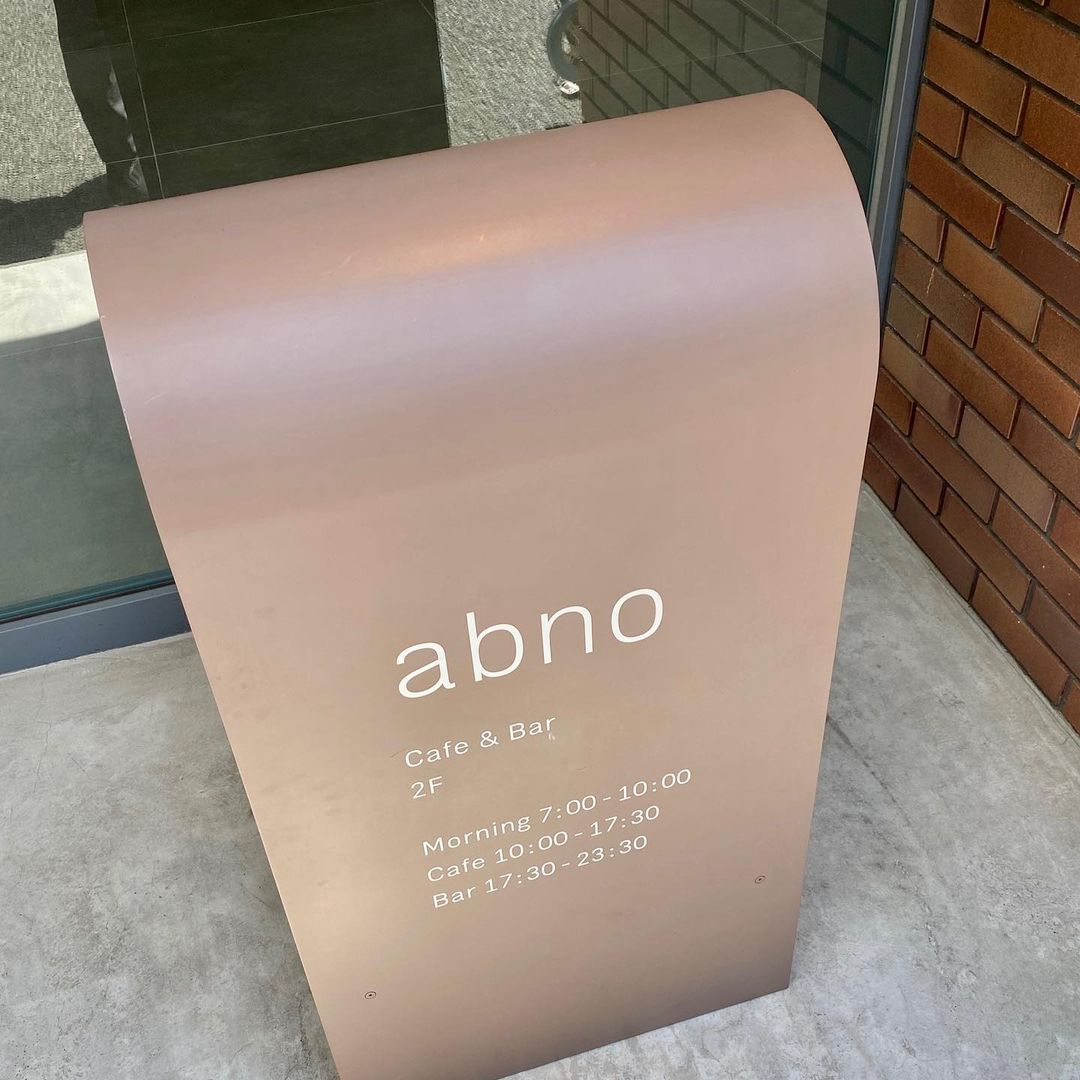 abno
Cafe & Bar
2F
Morning 7:00-10:00
Cafe 10:00-17:30
Bar 17:30-23:30